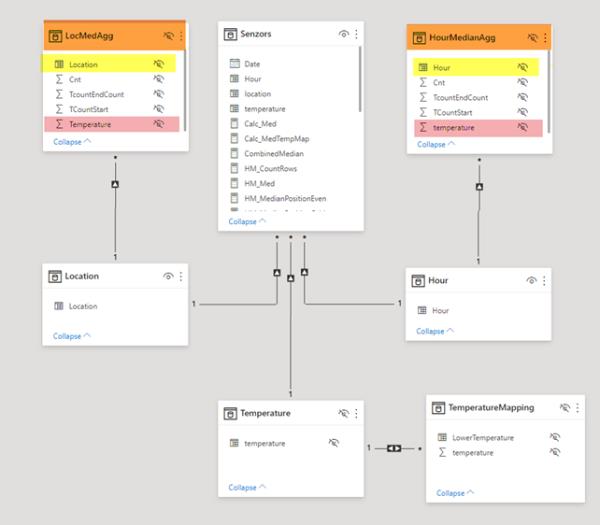 LocMedAgg
Location
Cnt
TcountEndCount
TCountStart
Temperature
Collapse
Senzors
Date
Hour
location
temperature
Calc_Med
Calc_MedTempMap
CombinedMedian
HM_CountRows
HM_Med
HM_MedianPositionEven
Collapse
HourMedianAgg
Hour
Cnt
TcountEndCount
TCountStart
temperature
Collapse
1
1
1
1
Location
Location
Collapse
Hour
Hour
Collapse
1
Temperature
temperature
Collapse
1
TemperatureMapping
LowerTemperature
temperature
Collapse